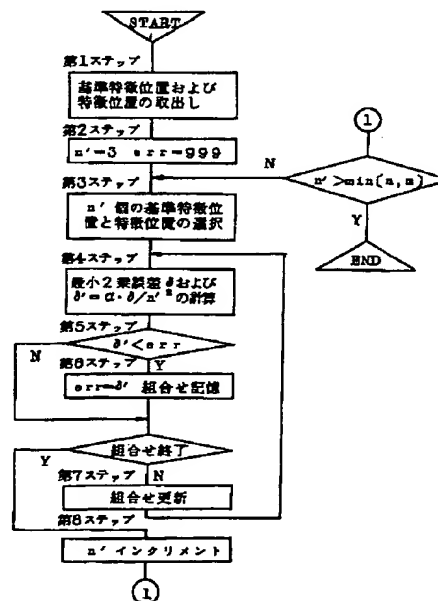 START
第1ステップ
基準特徴位置および
特徴位置の取出し
第2ステップ
n'=3 err=999
第3ステップ
n'個の基準特徴位
置と特徴位置の選択
第4ステップ
最小2乗誤差∂および
∂'=α・∂/n'²の計算
第5ステップ
∂'<err
N
Y
第6ステップ
err=∂' 組合せ記憶
組合せ終了
Y
N
第7ステップ
組合せ更新
第8ステップ
n'インクリメント
1
1
n'>min(n,m)
N
Y
END